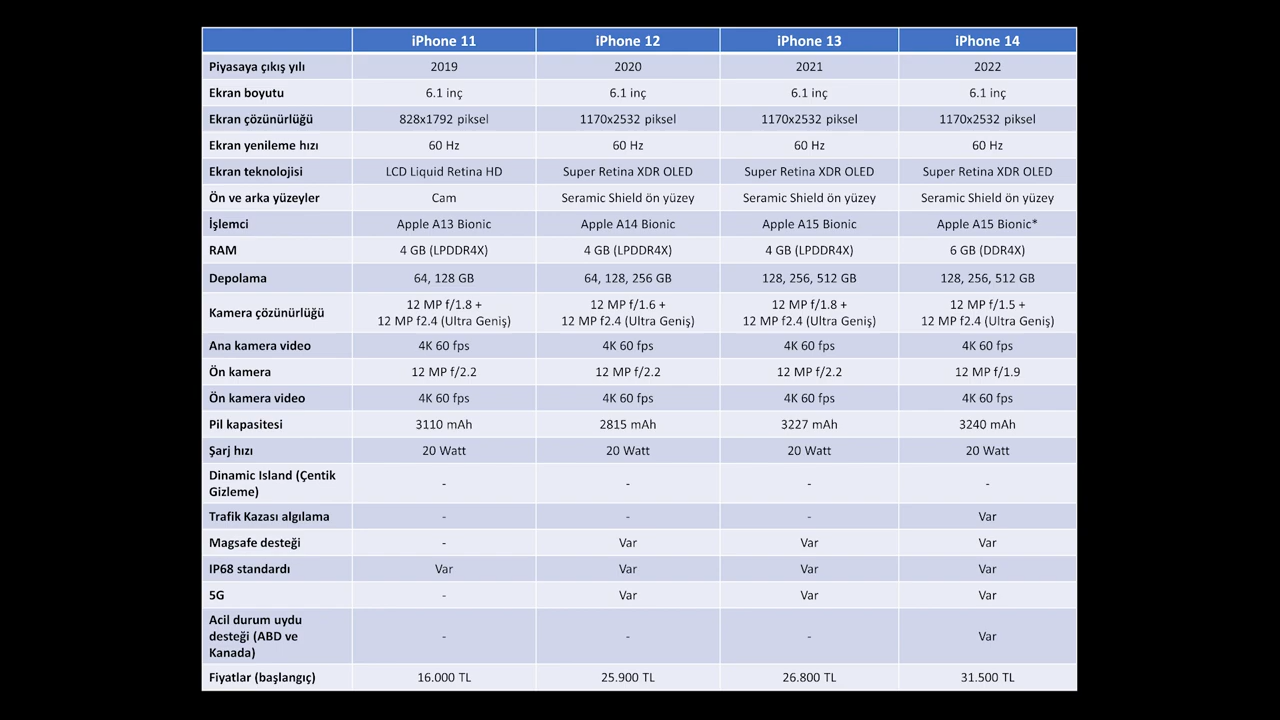 iPhone 11 iPhone 12 iPhone 13 iPhone 14
Piyasaya çıkış yılı 2019 2020 2021 2022
Ekran boyutu 6.1 inç 6.1 inç 6.1 inç 6.1 inç
Ekran çözünürlüğü 828x1792 piksel 1170x2532 piksel 1170x2532 piksel 1170x2532 piksel
Ekran yenileme hızı 60 Hz 60 Hz 60 Hz 60 Hz
Ekran teknolojisi LCD Liquid Retina HD Super Retina XDR OLED Super Retina XDR OLED Super Retina XDR OLED
Ön ve arka yüzeyler Cam Seramic Shield ön yüzey Seramic Shield ön yüzey Seramic Shield ön yüzey
İşlemci Apple A13 Bionic Apple A14 Bionic Apple A15 Bionic Apple A15 Bionic*
RAM 4 GB (LPDDR4X) 4 GB (LPDDR4X) 4 GB (LPDDR4X) 6 GB (DDR4X)
Depolama 64, 128 GB 64, 128, 256 GB 128, 256, 512 GB 128, 256, 512 GB
Kamera çözünürlüğü 12 MP f/1.8 + 12 MP f/1.6 + 12 MP f/1.8 + 12 MP f/1.5 +
12 MP f2.4 (Ultra Geniş) 12 MP f2.4 (Ultra Geniş) 12 MP f2.4 (Ultra Geniş) 12 MP f2.4 (Ultra Geniş)
Ana kamera video 4K 60 fps 4K 60 fps 4K 60 fps 4K 60 fps
Ön kamera 12 MP f/2.2 12 MP f/2.2 12 MP f/2.2 12 MP f/1.9
Ön kamera video 4K 60 fps 4K 60 fps 4K 60 fps 4K 60 fps
Pil kapasitesi 3110 mAh 2815 mAh 3227 mAh 3240 mAh
Şarj hızı 20 Watt 20 Watt 20 Watt 20 Watt
Dinamic Island (Çentik
Gizleme) - - - -
Trafik Kazası algılama - - - Var
Magsafe desteği - Var Var Var
IP68 standardı Var Var Var Var
5G - Var Var Var
Acil durum uydu
desteği (ABD ve - - - Var
Kanada)
Fiyatlar (başlangıç) 16.000 TL 25.900 TL 26.800 TL 31.500 TL